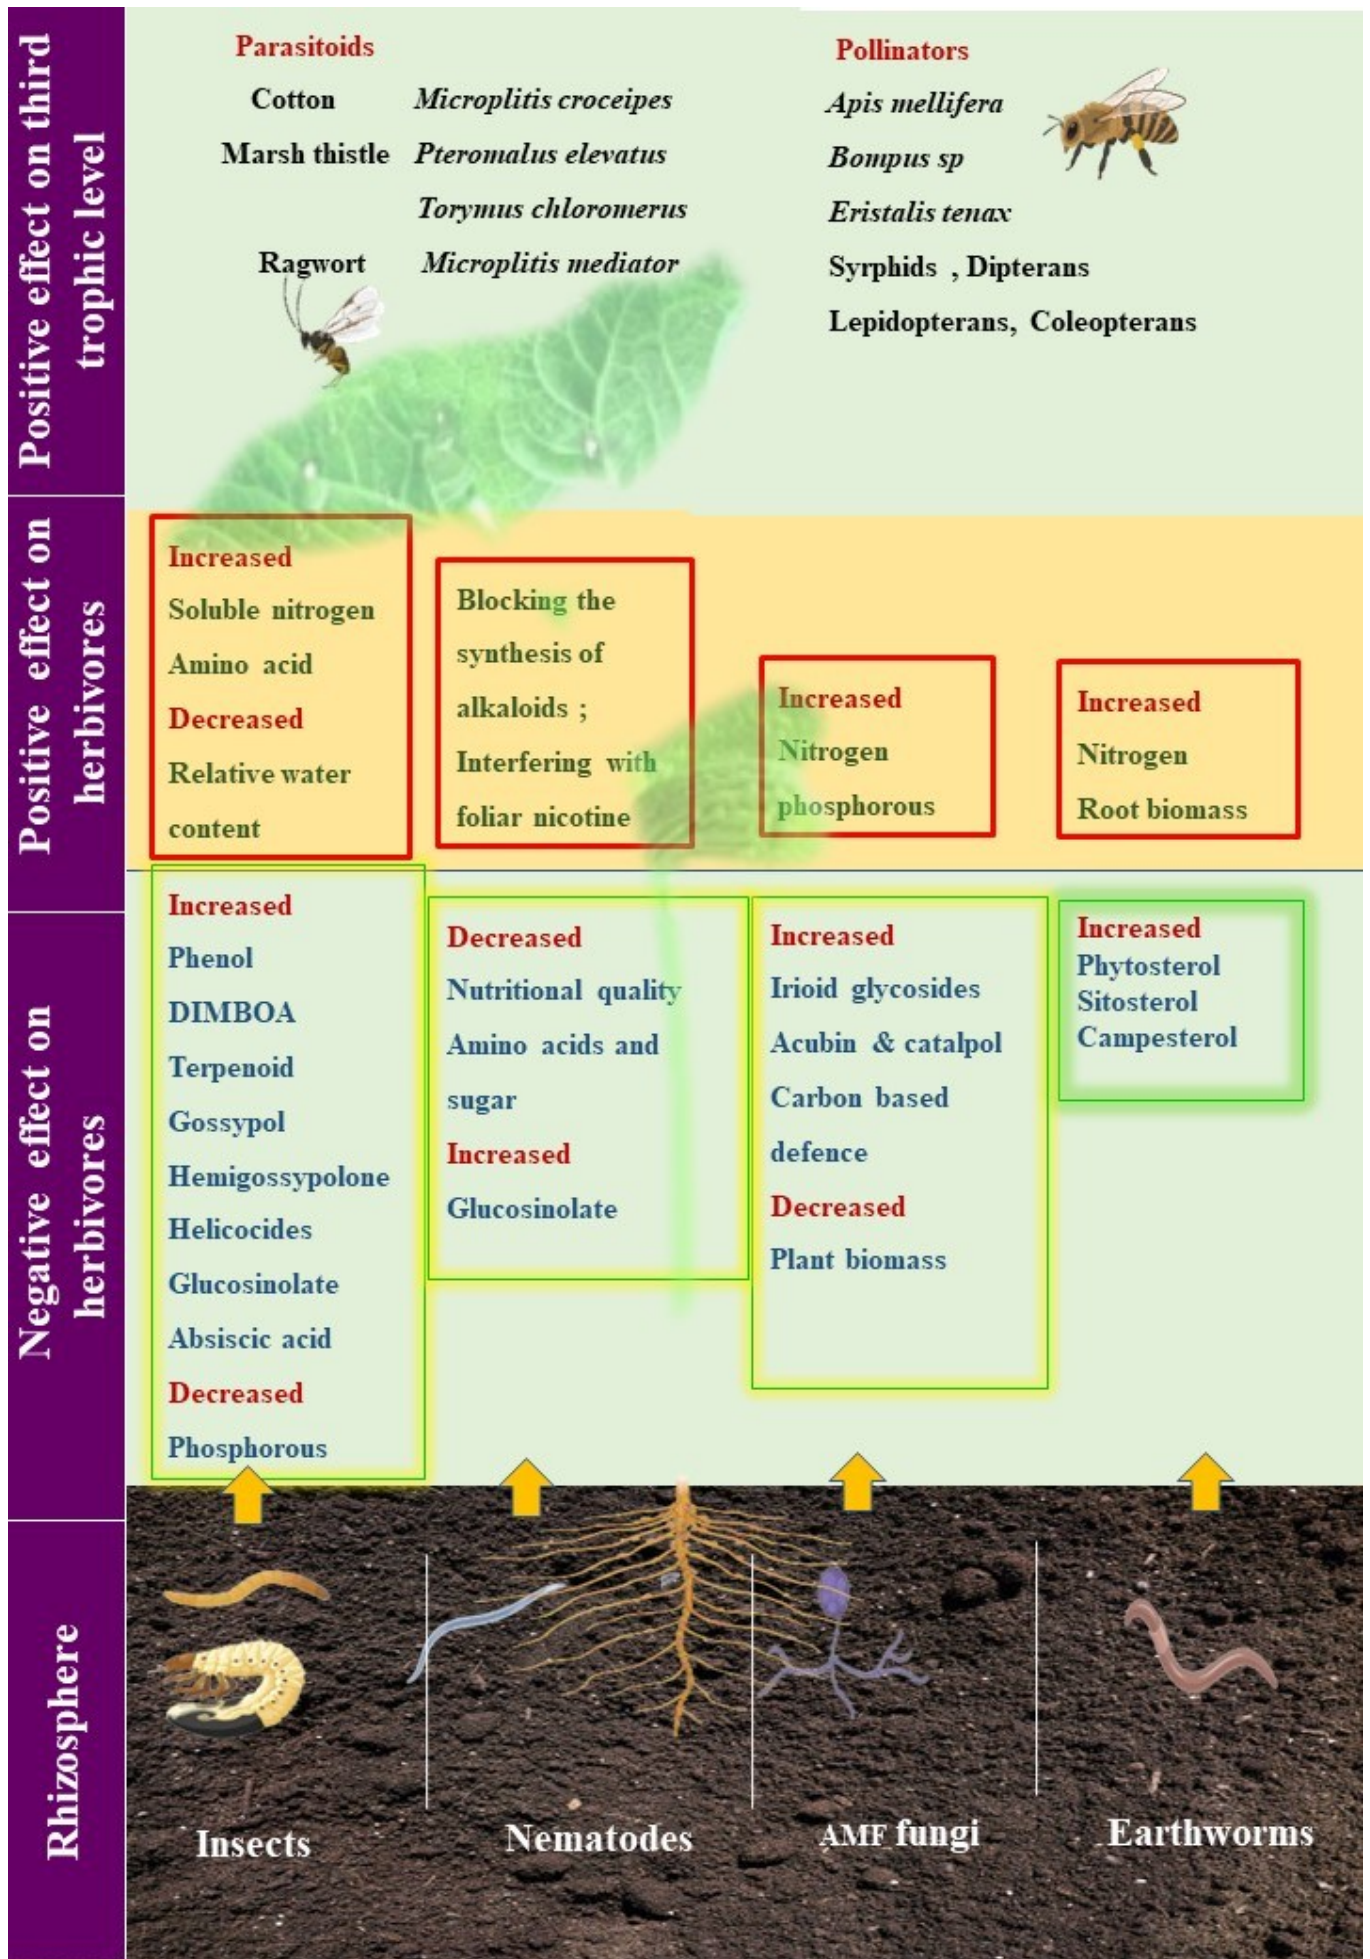 Positive effect on third
trophic level
Parasitoids
Cotton Microplitis croceipes
Marsh thistle Pteromalus elevatus
Torymus chloromerus
Ragwort Microplitis mediator
Pollinators
Apis mellifera
Bompus sp
Eristalis tenax
Syrphids , Dipterans
Lepidopterans, Coleopterans
Positive effect on
herbivores
Increased
Soluble nitrogen
Amino acid
Decreased
Relative water
content
Blocking the
synthesis of
alkaloids ;
Interfering with
foliar nicotine
Increased
Nitrogen
phosphorous
Increased
Nitrogen
Root biomass
Negative effect on
herbivores
Increased
Phenol
DIMBOA
Terpenoid
Gossypol
Hemigossypolone
Helicocides
Glucosinolate
Absiscic acid
Decreased
Phosphorous
Decreased
Nutritional quality
Amino acids and
sugar
Increased
Glucosinolate
Increased
Irioid glycosides
Acubin & catalpol
Carbon based
defence
Decreased
Plant biomass
Increased
Phytosterol
Sitosterol
Campesterol
Rhizosphere
Insects
Nematodes
AMF fungi
Earthworms